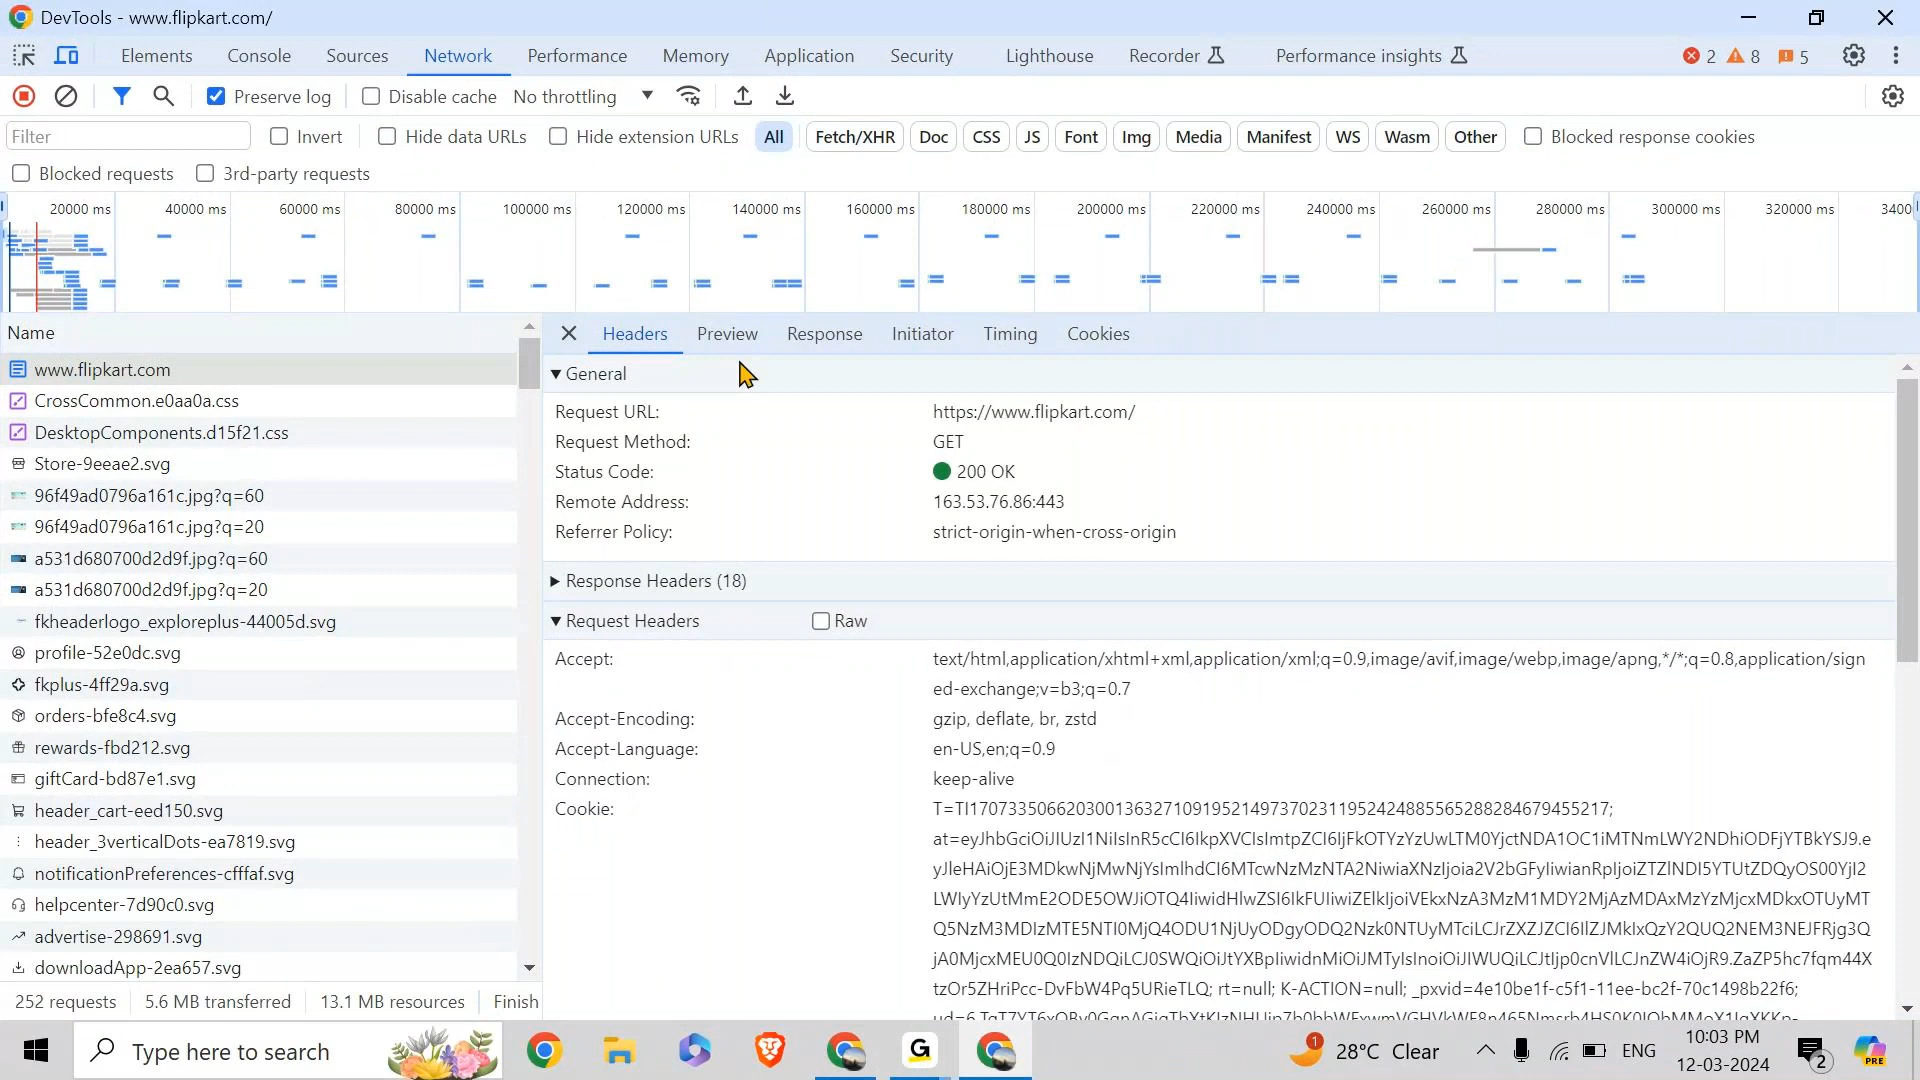 DevTools - www.flipkart.com/
Elements Console Sources Network Performance Memory Application Security Lighthouse Recorder Performance insights 2 8 5
Preserve log Disable cache No throttling
Filter Invert Hide data URLs Hide extension URLs All Fetch/XHR Doc CSS JS Font Img Media Manifest WS Wasm Other Blocked response cookies
Blocked requests 3rd-party requests
20000 ms 40000 ms 60000 ms 80000 ms 100000 ms 120000 ms 140000 ms 160000 ms 180000 ms 200000 ms 220000 ms 240000 ms 260000 ms 280000 ms 300000 ms 320000 ms 3400
Name
www.flipkart.com
CrossCommon.e0aa0a.css
DesktopComponents.d15f21.css
Store-9eeae2.svg
96f49ad0796a161c.jpg?q=60
96f49ad0796a161c.jpg?q=20
a531d680700d2d9f.jpg?q=60
a531d680700d2d9f.jpg?q=20
fkheaderlogo_exploreplus-44005d.svg
profile-52e0dc.svg
fkplus-4ff29a.svg
orders-bfe8c4.svg
rewards-fbd212.svg
giftCard-bd87e1.svg
header_cart-eed150.svg
header_3verticalDots-ea7819.svg
notificationPreferences-cfffaf.svg
helpcenter-7d90c0.svg
advertise-298691.svg
downloadApp-2ea657.svg
252 requests 5.6 MB transferred 13.1 MB resources Finish
Headers Preview Response Initiator Timing Cookies
General
Request URL: https://www.flipkart.com/
Request Method: GET
Status Code: 200 OK
Remote Address: 163.53.76.86:443
Referrer Policy: strict-origin-when-cross-origin
Response Headers (18)
Request Headers Raw
Accept: text/html,application/xhtml+xml,application/xml;q=0.9,image/avif,image/webp,image/apng,*/*;q=0.8,application/sign
ed-exchange;v=b3;q=0.7
Accept-Encoding: gzip, deflate, br, zstd
Accept-Language: en-US,en;q=0.9
Connection: keep-alive
Cookie:
rt=null; K-ACTION=null; _pxvid=4e10be1f-c5f1-11ee-bc2f-70c1498b22f6;
Type here to search
1 28°C Clear ENG 10:03 PM
12-03-2024
2
PRE